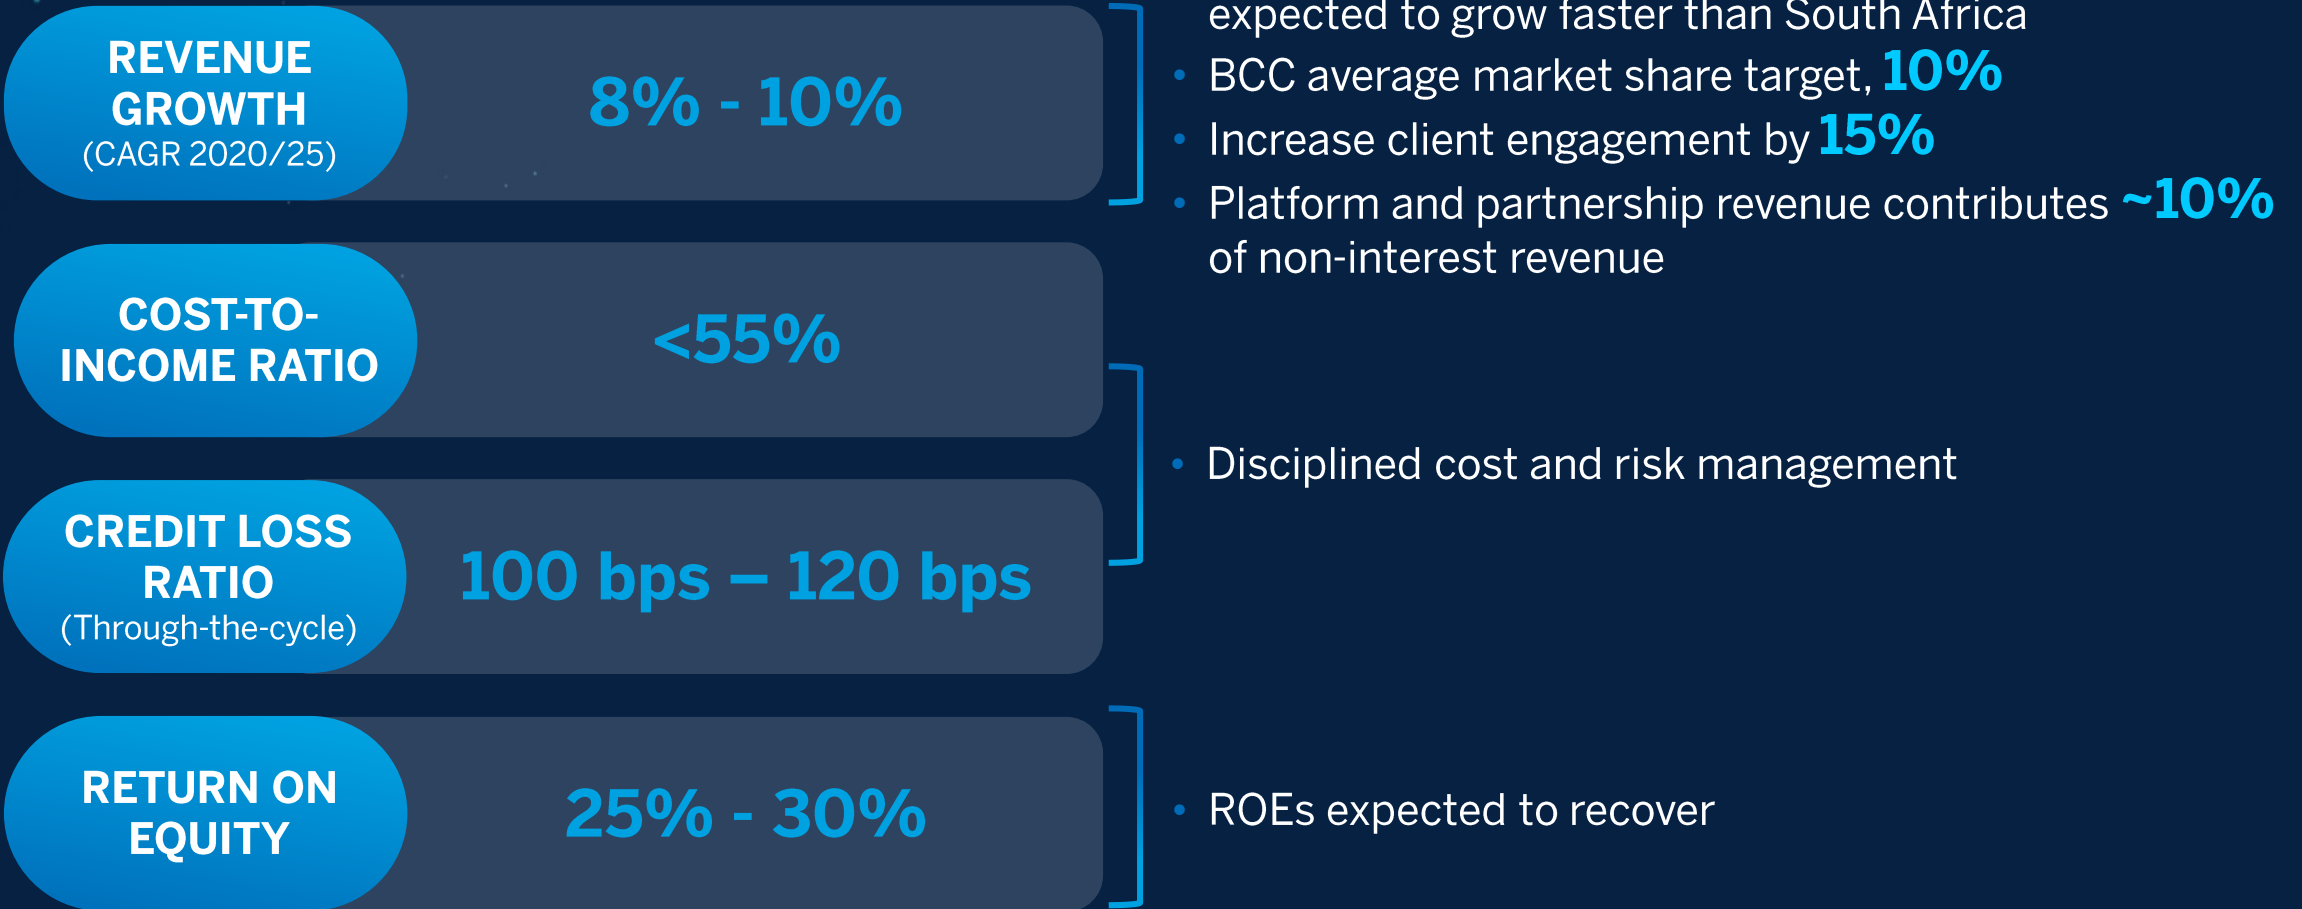 REVENUE
GROWTH
(CAGR 2020/25)
8% - 10%
expected to grow faster than South Africa
• BCC average market share target, 10%
• Increase client engagement by 15%
• Platform and partnership revenue contributes ~10%
of non-interest revenue
COST-TO-
INCOME RATIO
<55%
CREDIT LOSS
RATIO
(Through-the-cycle)
100 bps – 120 bps
• Disciplined cost and risk management
RETURN ON
EQUITY
25% - 30%
• ROEs expected to recover